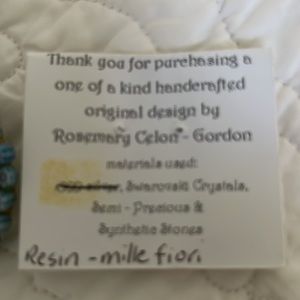 Thank you for purchasing a
one of a kind handcrafted
original design by
Rosemary Celon - Gordon
materials used:
silver, Swarovski Crystals,
Semi - Precious &
Synthetic Stones
Resin - mille fiori